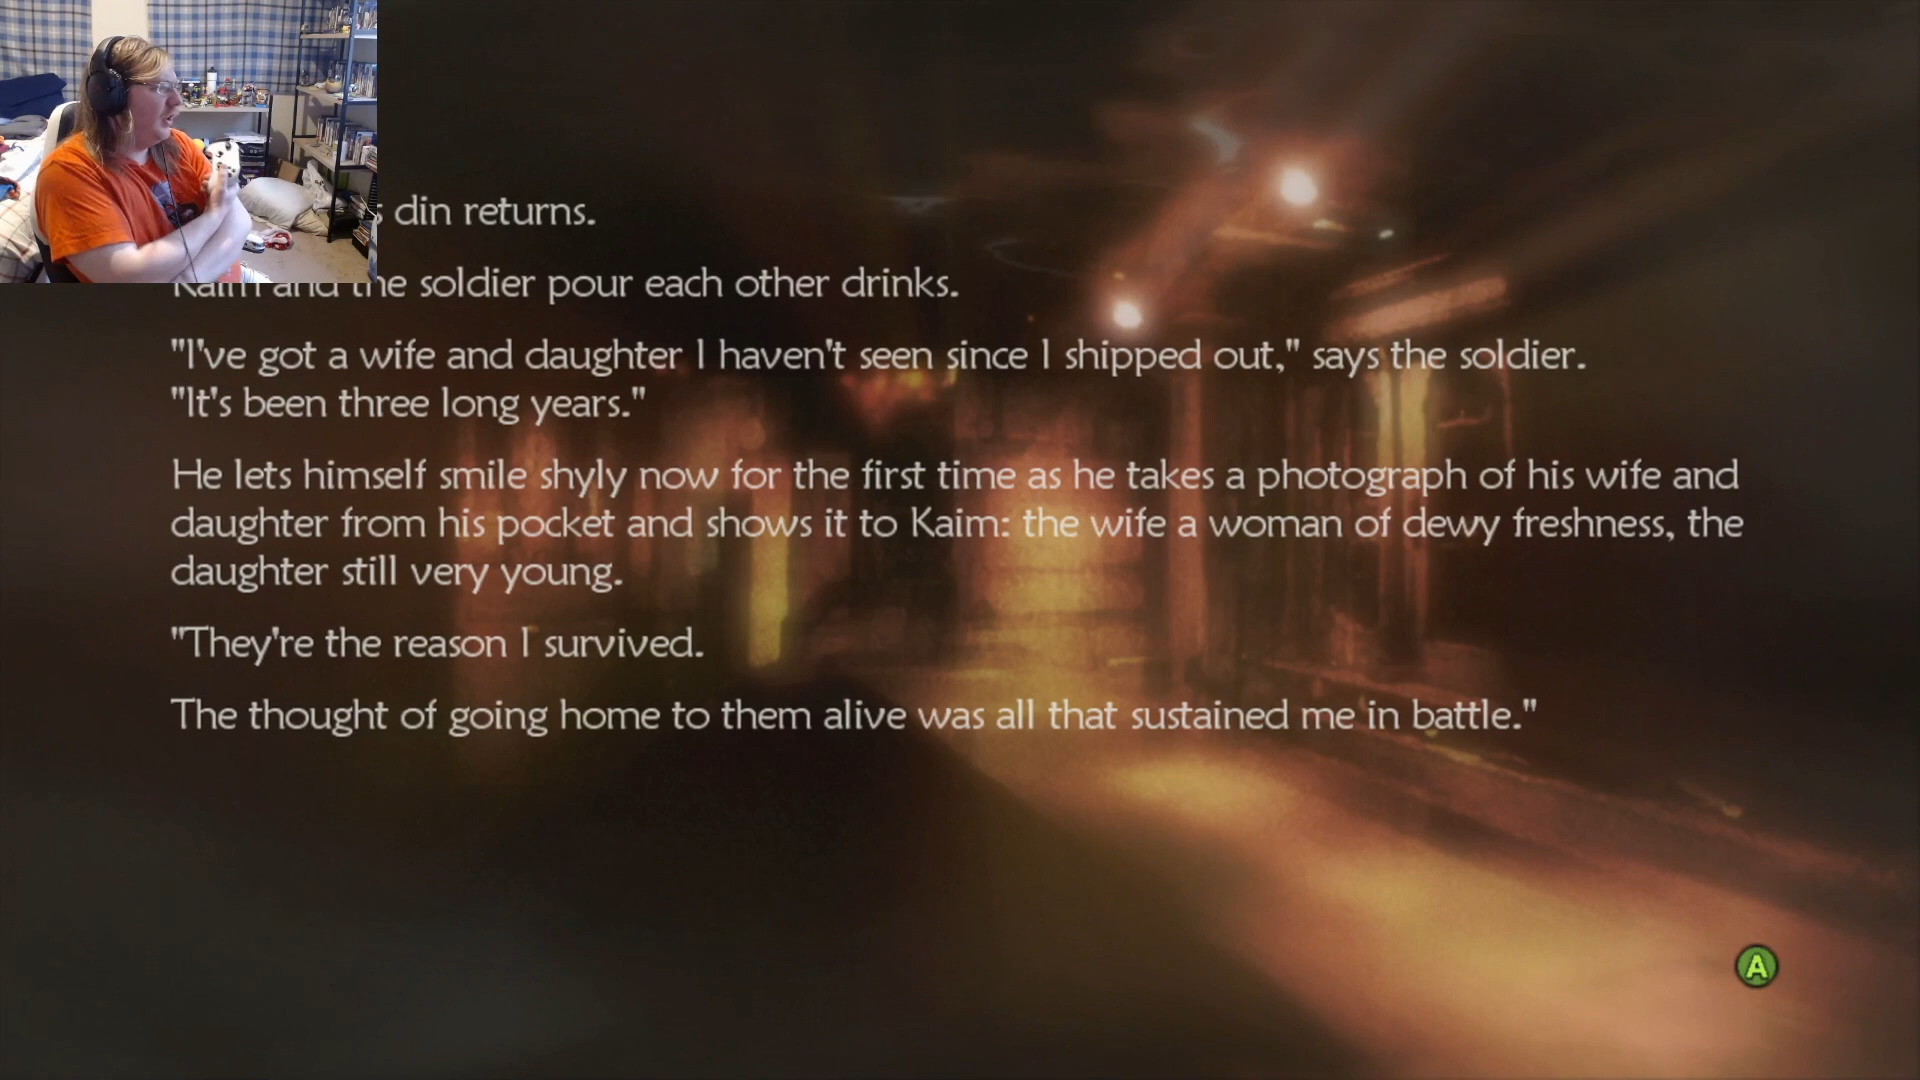 din returns.
Kaim and the soldier pour each other drinks.
"I've got a wife and daughter I haven't seen since I shipped out," says the soldier.
"It's been three long years."
He lets himself smile shyly now for the first time as he takes a photograph of his wife and
daughter from his pocket and shows it to Kaim: the wife a woman of dewy freshness, the
daughter still very young.
"They're the reason I survived.
The thought of going home to them alive was all that sustained me in battle."
A